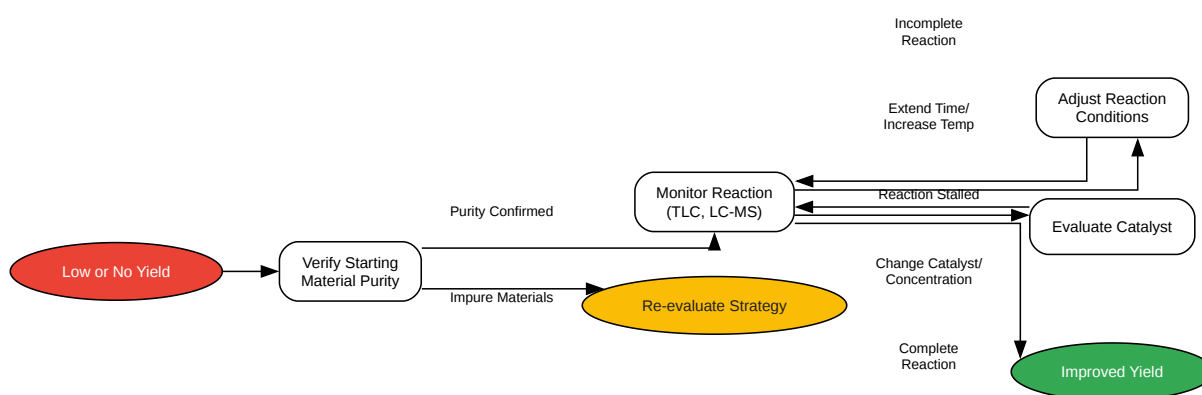 Incomplete
Reaction
Adjust Reaction
Conditions
Extend Time/
Increase Temp
Monitor Reaction
(TLC, LC-MS)
Reaction Stalled
Evaluate Catalyst
Purity Confirmed
Low or No Yield
Verify Starting
Material Purity
Change Catalyst/
Concentration
Impure Materials
Re-evaluate Strategy
Complete
Reaction
Improved Yield